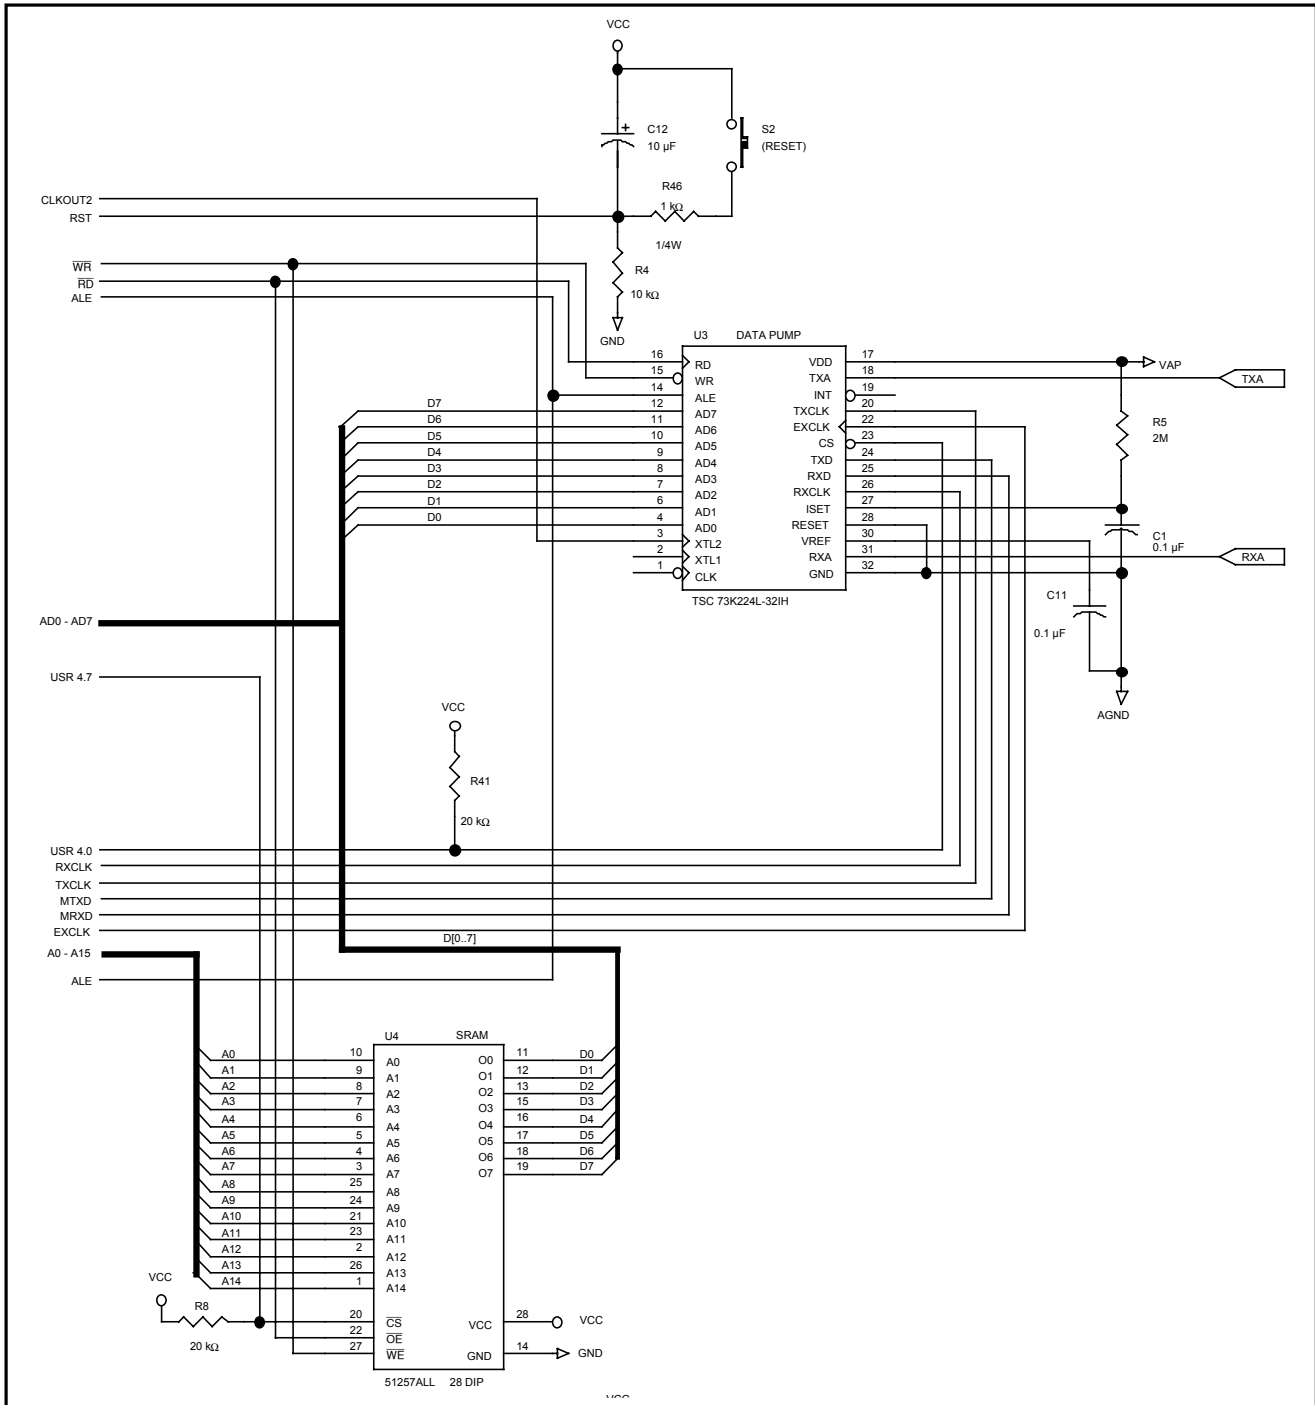 VCC
C12
10 µF
S2
(RESET)
R46
1 kΩ
1/4W
CLKOUT2
RST
WR
RD
ALE
R4
10 kΩ
GND
U3 DATA PUMP
16 RD
15 WR
14 ALE
D7 12 AD7
D6 11 AD6
D5 10 AD5
D4 9 AD4
D3 8 AD3
D2 7 AD2
D1 6 AD1
D0 4 AD0
3 XTL2
2 XTL1
1 CLK
VDD 17
TXA 18
INT 19
TXCLK 20
EXCLK 22
CS 23
TXD 24
RXD 25
RXCLK 26
ISET 27
RESET 28
VREF 30
RXA 31
GND 32
TSC 73K224L-32IH
VAP
TXA
R5
2M
C1
0.1 µF
RXA
C11
0.1 µF
AGND
AD0 - AD7
USR 4.7
VCC
R41
20 kΩ
USR 4.0
RXCLK
TXCLK
MTXD
MRXD
EXCLK
A0 - A15
ALE
D[0..7]
U4 SRAM
A0 10 A0
A1 9 A1
A2 8 A2
A3 7 A3
A4 6 A4
A5 5 A5
A6 4 A6
A7 3 A7
A8 25 A8
A9 24 A9
A10 21 A10
A11 23 A11
A12 2 A12
A13 26 A13
A14 1 A14
O0 11 D0
O1 12 D1
O2 13 D2
O3 15 D3
O4 16 D4
O5 17 D5
O6 18 D6
O7 19 D7
VCC
R8
20 kΩ
20 CS
22 OE
27 WE
VCC 28 VCC
GND 14 GND
51257ALL 28 DIP